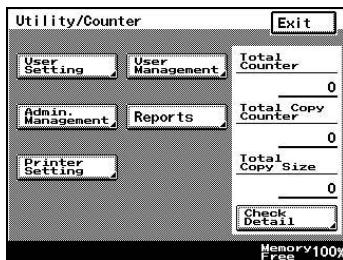 Utility/Counter
Exit
User
Setting
User
Management
Total
Counter
0
Admin.
Management
Reports
Total Copy
Counter
0
Printer
Setting
Total
Copy Size
0
Check
Detail
Memory
Free 100%